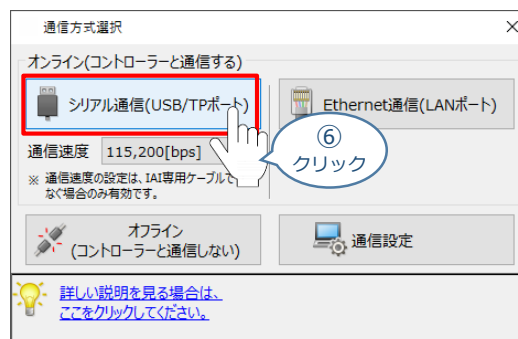 通信方式選択
オンライン(コントローラーと通信する)
シリアル通信(USB/TPポート)
Ethernet通信(LANポート)
通信速度 115,200[bps]
⑥
クリック
※ 通信速度の設定は、IAI専用ケーブルで
なぐ場合のみ有効です。
オフライン
(コントローラーと通信しない)
通信設定
詳しい説明を見る場合は、
ここをクリックしてください。